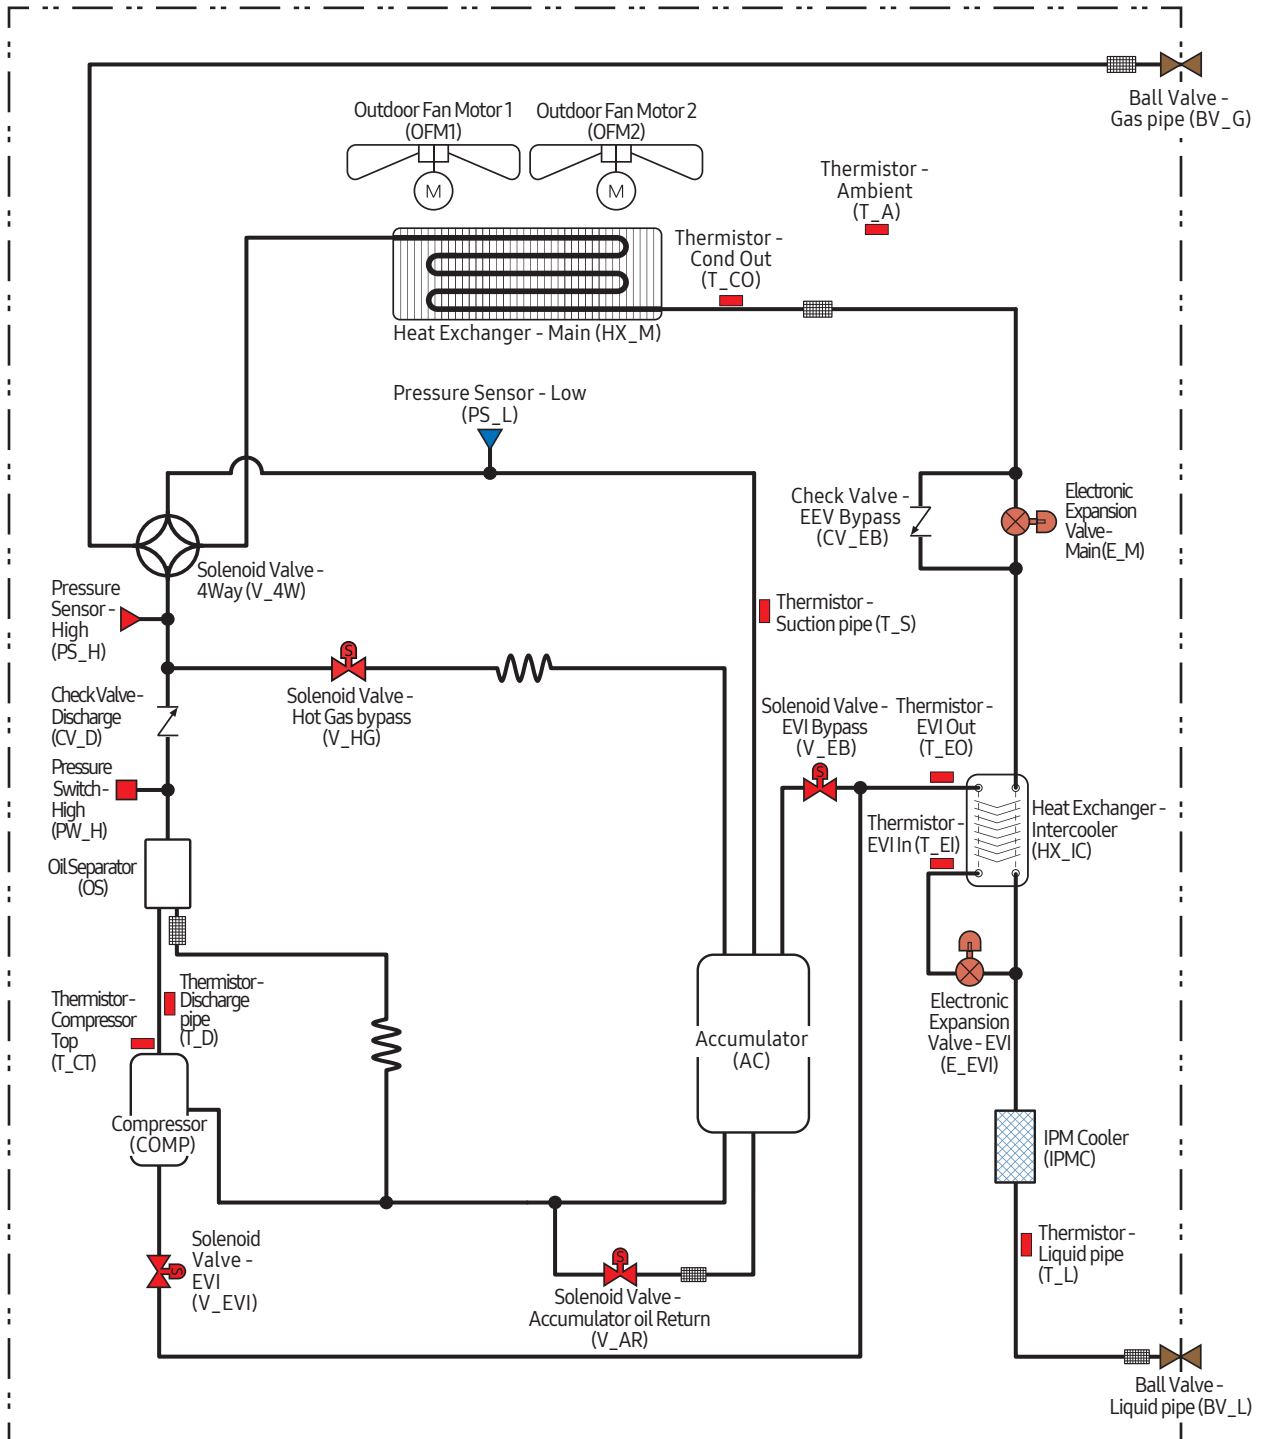 Ball Valve -
Gas pipe (BV_G)
Outdoor Fan Motor 1
(OFM1)
M
Outdoor Fan Motor 2
(OFM2)
M
Thermistor -
Ambient
(T_A)
Thermistor -
Cond Out
(T_CO)
Heat Exchanger - Main (HX_M)
Pressure Sensor - Low
(PS_L)
Check Valve -
EEV Bypass
(CV_EB)
Electronic
Expansion
Valve-
Main(E_M)
Solenoid Valve -
4Way (V_4W)
Pressure
Sensor -
High
(PS_H)
Thermistor -
Suction pipe (T_S)
S
Solenoid Valve -
Hot Gas bypass
(V_HG)
Check Valve-
Discharge
(CV_D)
Solenoid Valve -
EVI Bypass
(V_EB)
S
Thermistor -
EVI Out
(T_EO)
Pressure
Switch-
High
(PW_H)
Thermistor -
EVI In (T_EI)
Heat Exchanger -
Intercooler
(HX_IC)
Oil Separator
(OS)
Thermistor-
Discharge
pipe
(T_D)
Thermistor-
Compressor
Top
(T_CT)
Electronic
Expansion
Valve - EVI
(E_EVI)
Accumulator
(AC)
Compressor
(COMP)
IPM Cooler
(IPMC)
Solenoid
Valve -
EVI
(V_EVI)
S
S
Solenoid Valve -
Accumulator oil Return
(V_AR)
Thermistor -
Liquid pipe
(T_L)
Ball Valve -
Liquid pipe (BV_L)